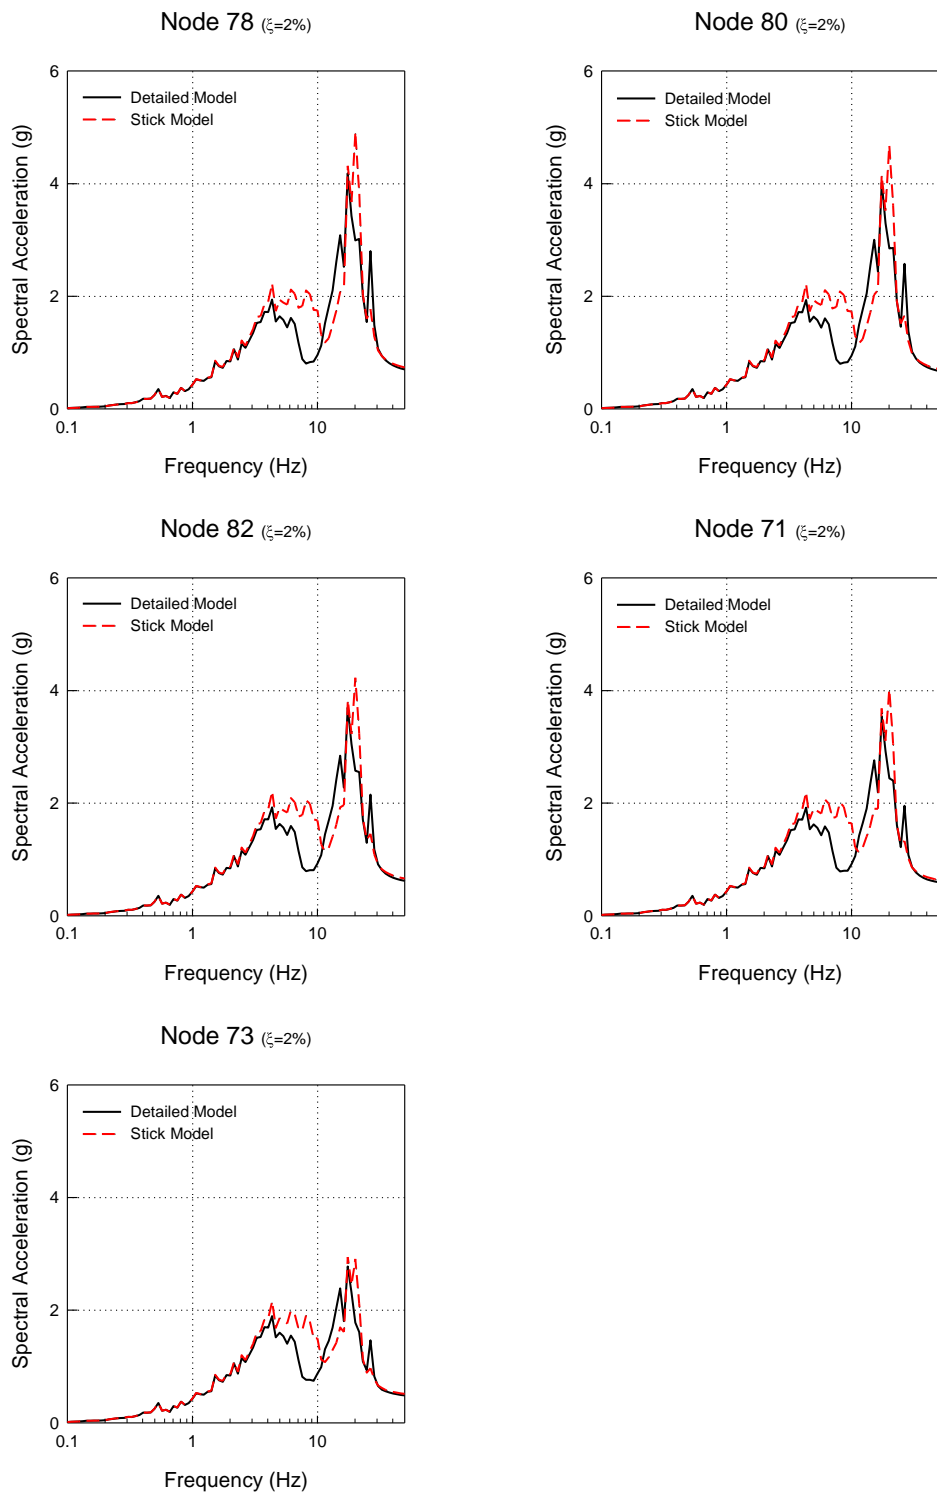 Node 78 (ξ=2%)
6
4
2
0
Spectral Acceleration (g)
Detailed Model
Stick Model
0.1
1
10
Frequency (Hz)
Node 80 (ξ=2%)
6
4
2
0
Spectral Acceleration (g)
Detailed Model
Stick Model
0.1
1
10
Frequency (Hz)
Node 82 (ξ=2%)
6
4
2
0
Spectral Acceleration (g)
Detailed Model
Stick Model
0.1
1
10
Frequency (Hz)
Node 71 (ξ=2%)
6
4
2
0
Spectral Acceleration (g)
Detailed Model
Stick Model
0.1
1
10
Frequency (Hz)
Node 73 (ξ=2%)
6
4
2
0
Spectral Acceleration (g)
Detailed Model
Stick Model
0.1
1
10
Frequency (Hz)